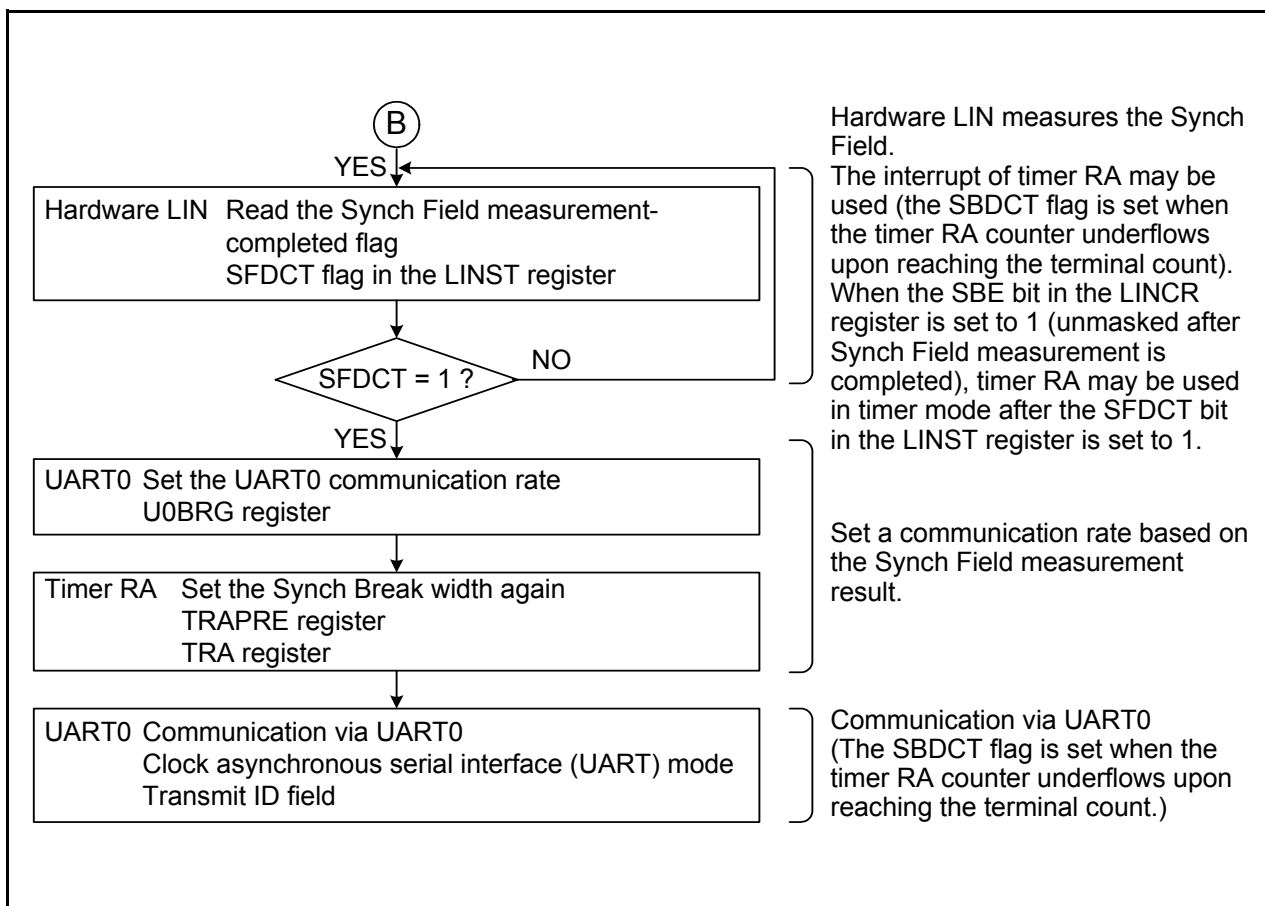 B
YES
Hardware LIN Read the Synch Field measurement-
completed flag
SFDCT flag in the LINST register
SFDCT = 1 ?
NO
YES
UART0 Set the UART0 communication rate
U0BRG register
Timer RA Set the Synch Break width again
TRAPRE register
TRA register
UART0 Communication via UART0
Clock asynchronous serial interface (UART) mode
Transmit ID field
Hardware LIN measures the Synch
Field.
The interrupt of timer RA may be
used (the SBDCT flag is set when
the timer RA counter underflows
upon reaching the terminal count).
When the SBE bit in the LINCR
register is set to 1 (unmasked after
Synch Field measurement is
completed), timer RA may be used
in timer mode after the SFDCT bit
in the LINST register is set to 1.
Set a communication rate based on
the Synch Field measurement
result.
Communication via UART0
(The SBDCT flag is set when the
timer RA counter underflows upon
reaching the terminal count.)